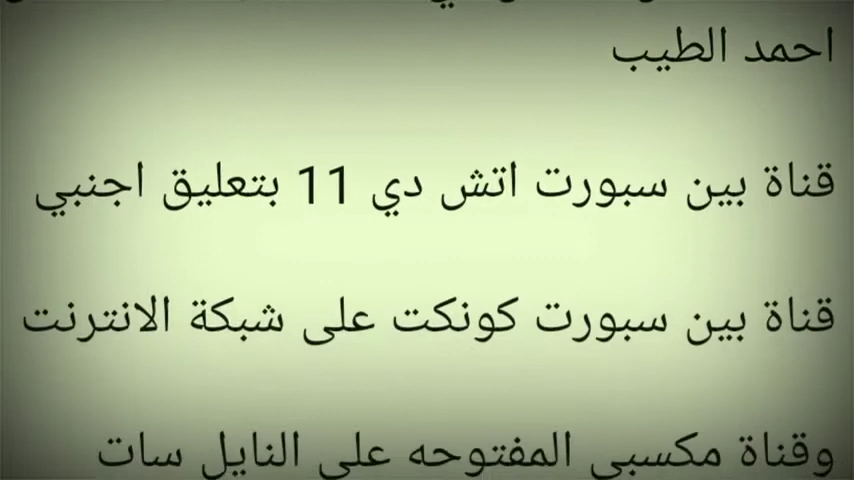 احمد الطيب
قناة بين سبورت اتش دي 11 بتعليق اجنبي
قناة بين سبورت كونكت على شبكة الانترنت
وقناة مكسبي المفتوحه على النايل سات